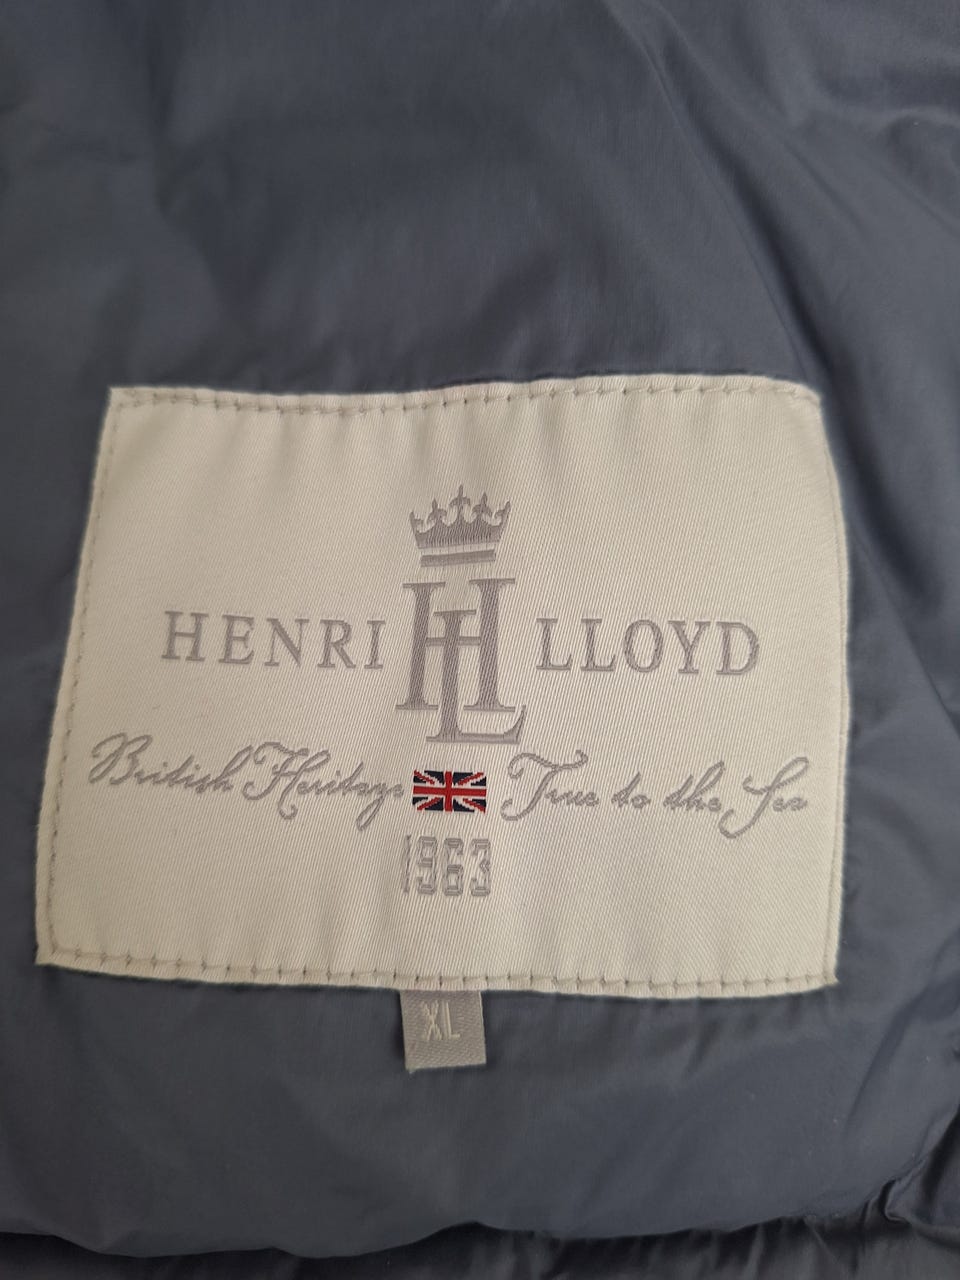 HENRI HL LLOYD
British Heritage True to the Sea
1963
XL